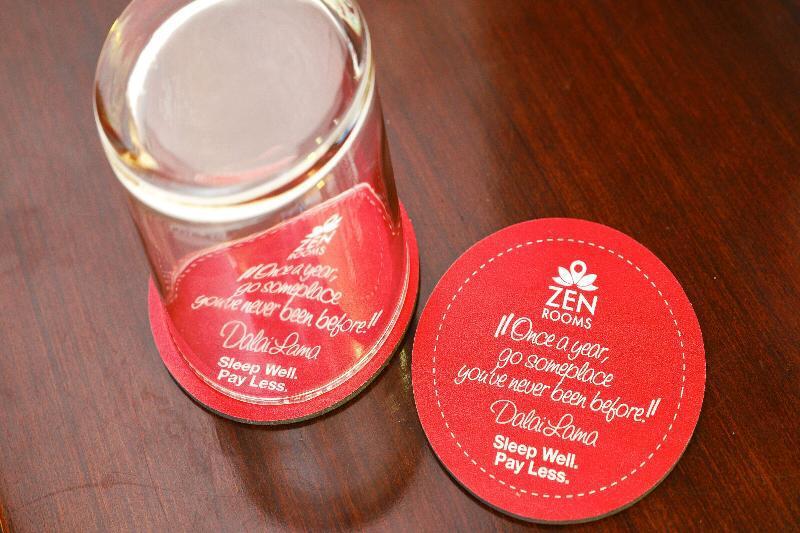 ZEN
ROOMS
"Once a year,
go someplace
you've never been before."
Dalai Lama
Sleep Well.
Pay Less.
ZEN
ROOMS
"Once a year,
go someplace
you've never been before."
Dalai Lama
Sleep Well.
Pay Less.